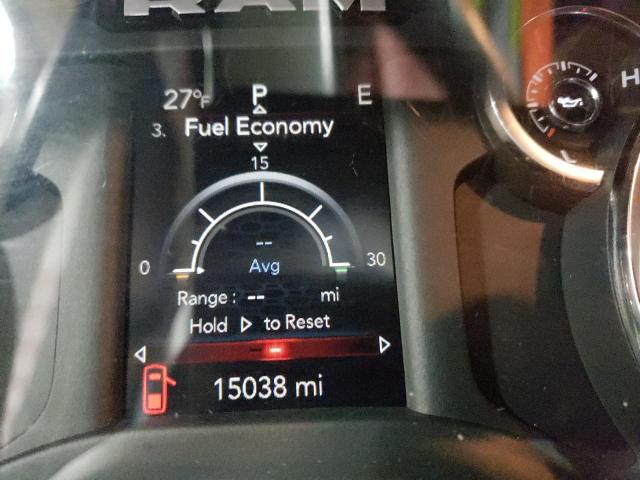 RAM
27°F P E
3. Fuel Economy
15
H
--
0 Avg 30
Range : -- mi
Hold ▷ to Reset
15038 mi